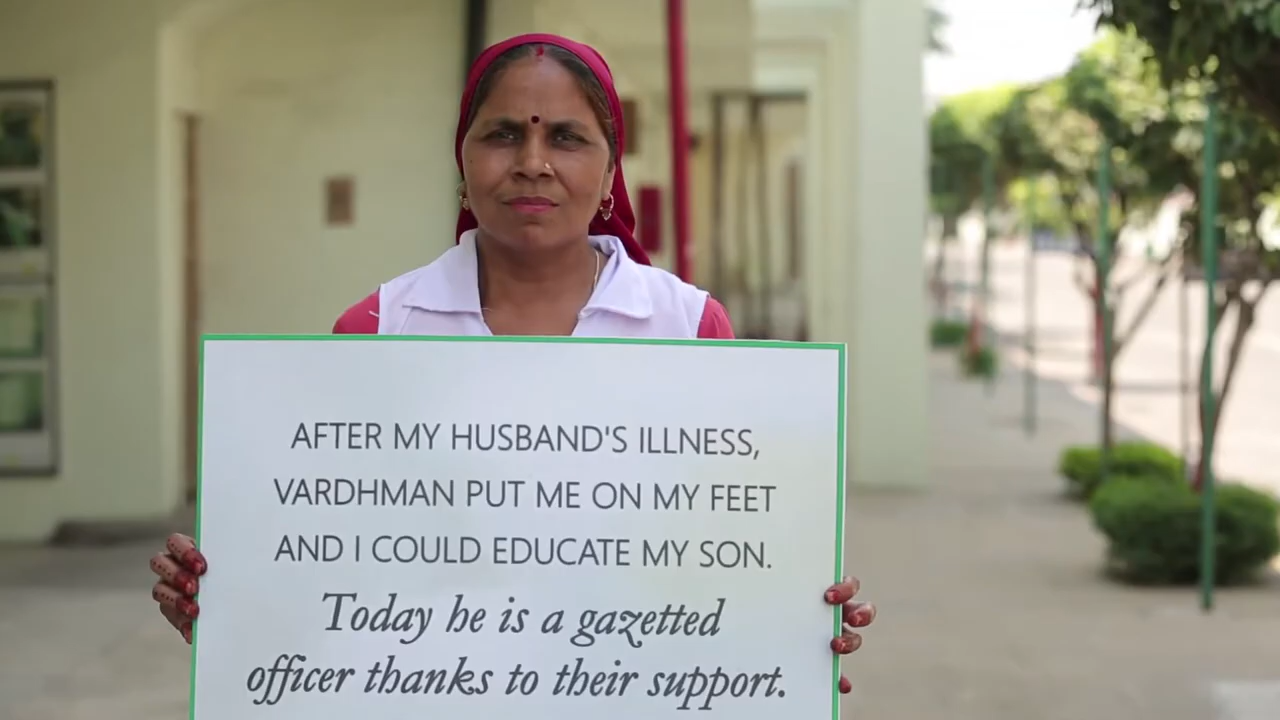 AFTER MY HUSBAND'S ILLNESS,
VARDHMAN PUT ME ON MY FEET
AND I COULD EDUCATE MY SON.
Today he is a gazetted
officer thanks to their support.